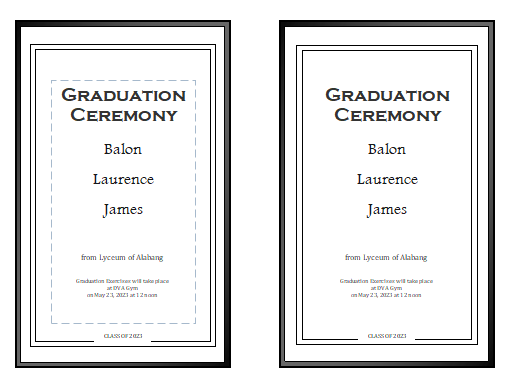 Graduation
Ceremony
Balon
Laurence
James
from Lyceum of Alabang
Graduation Exercises will take place
at DVA Gym
on May 23, 2023 at 12 noon
CLASS OF 2023
Graduation
Ceremony
Balon
Laurence
James
from Lyceum of Alabang
Graduation Exercises will take place
at DVA Gym
on May 23, 2023 at 12 noon
CLASS OF 2023